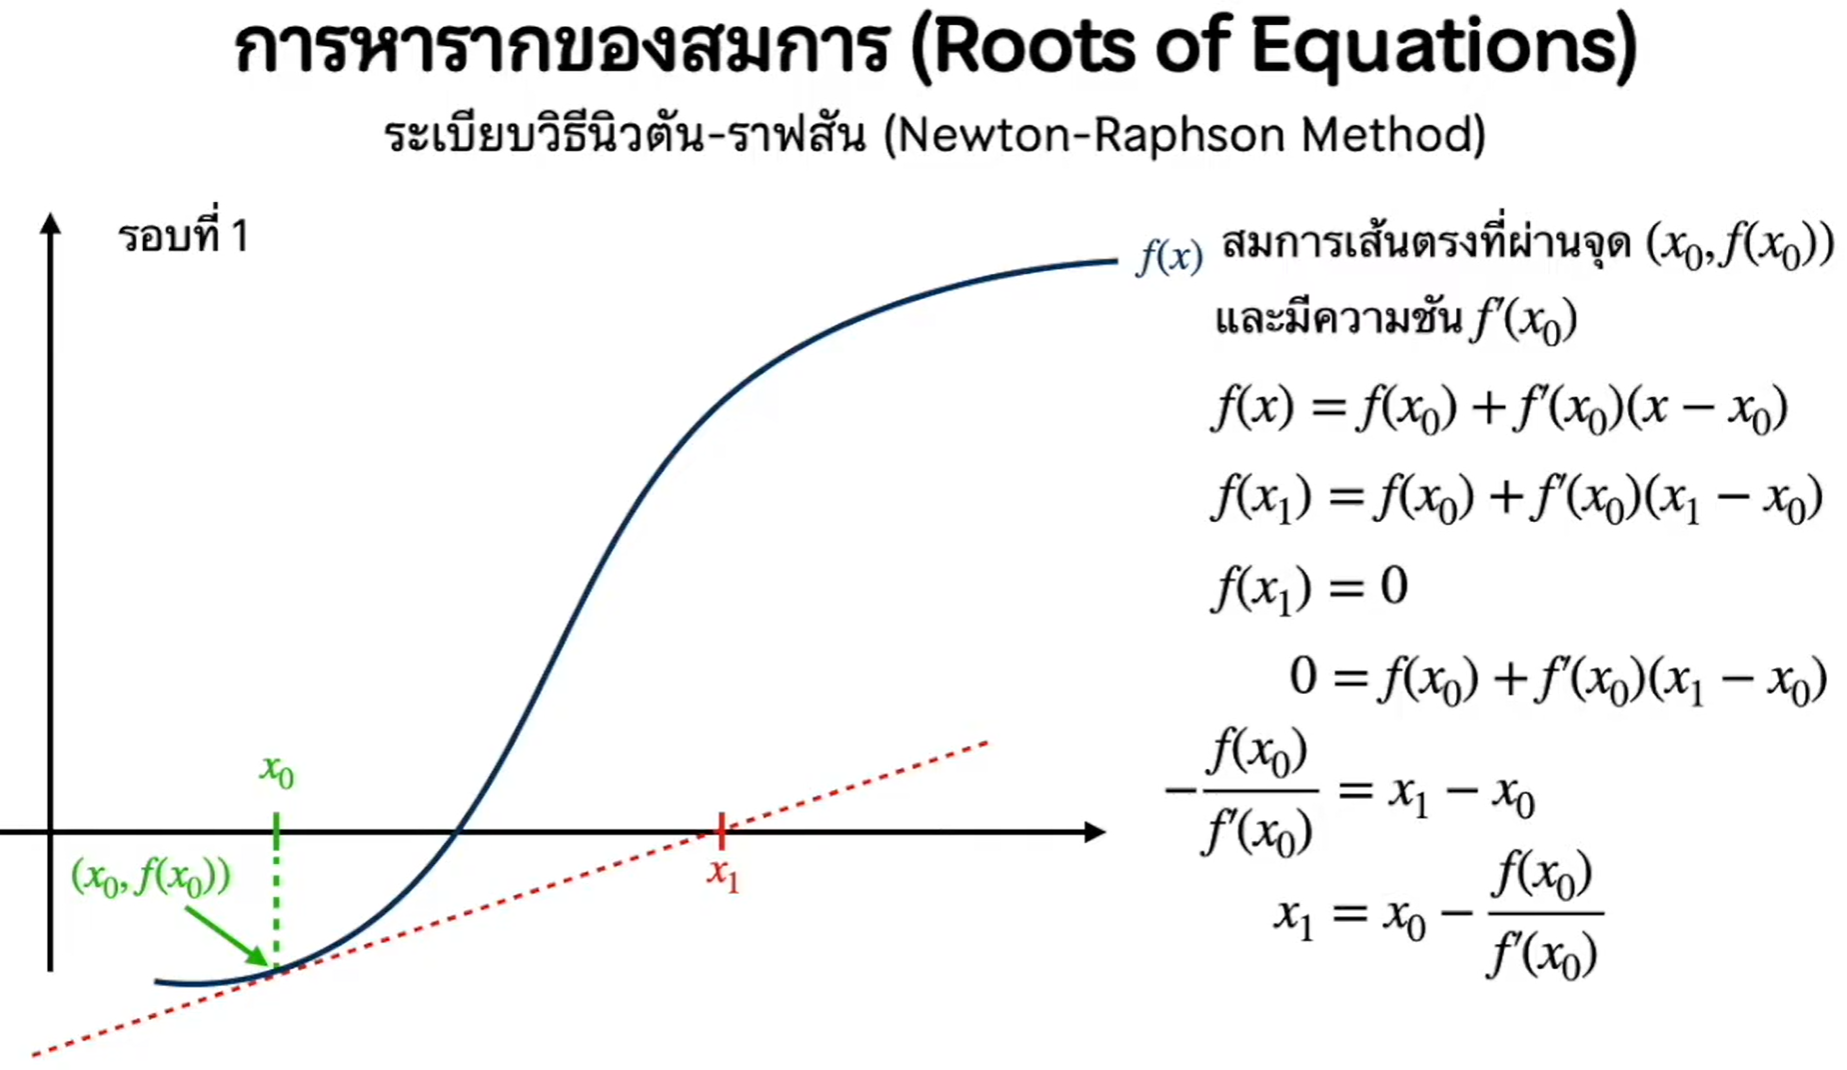 การหารากของสมการ (Roots of Equations)
ระเบียบวิธีนิวตัน-ราฟสัน (Newton-Raphson Method)
รอบที่ 1
f(x)
สมการเส้นตรงที่ผ่านจุด (x₀, f(x₀))
และมีความชัน f′(x₀)
f(x) = f(x₀) + f′(x₀)(x − x₀)
f(x₁) = f(x₀) + f′(x₀)(x₁ − x₀)
f(x₁) = 0
0 = f(x₀) + f′(x₀)(x₁ − x₀)
−f(x₀)/f′(x₀) = x₁ − x₀
x₁ = x₀ − f(x₀)/f′(x₀)
x₀
(x₀, f(x₀))
x₁